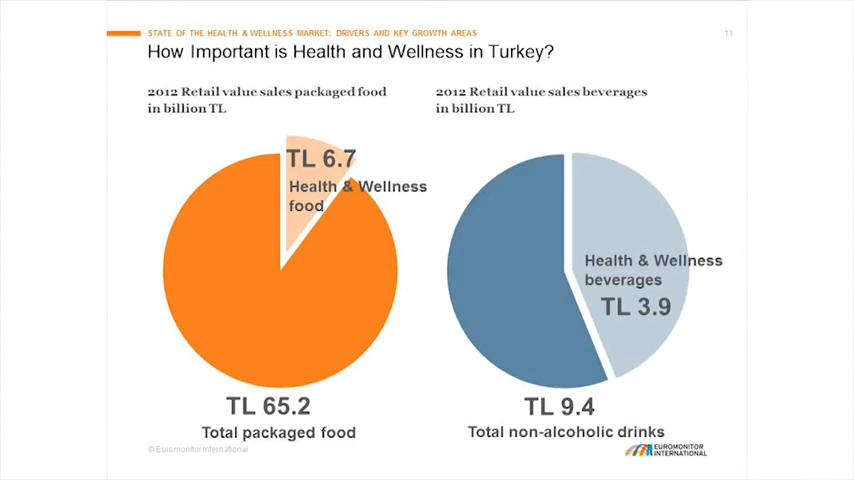 STATE OF THE HEALTH & WELLNESS MARKET: DRIVERS AND KEY GROWTH AREAS
11
How Important is Health and Wellness in Turkey?
2012 Retail value sales packaged food
in billion TL
TL 6.7
Health & Wellness
food
TL 65.2
Total packaged food
2012 Retail value sales beverages
in billion TL
Health & Wellness
beverages
TL 3.9
TL 9.4
Total non-alcoholic drinks
© Euromonitor International
EUROMONITOR
INTERNATIONAL